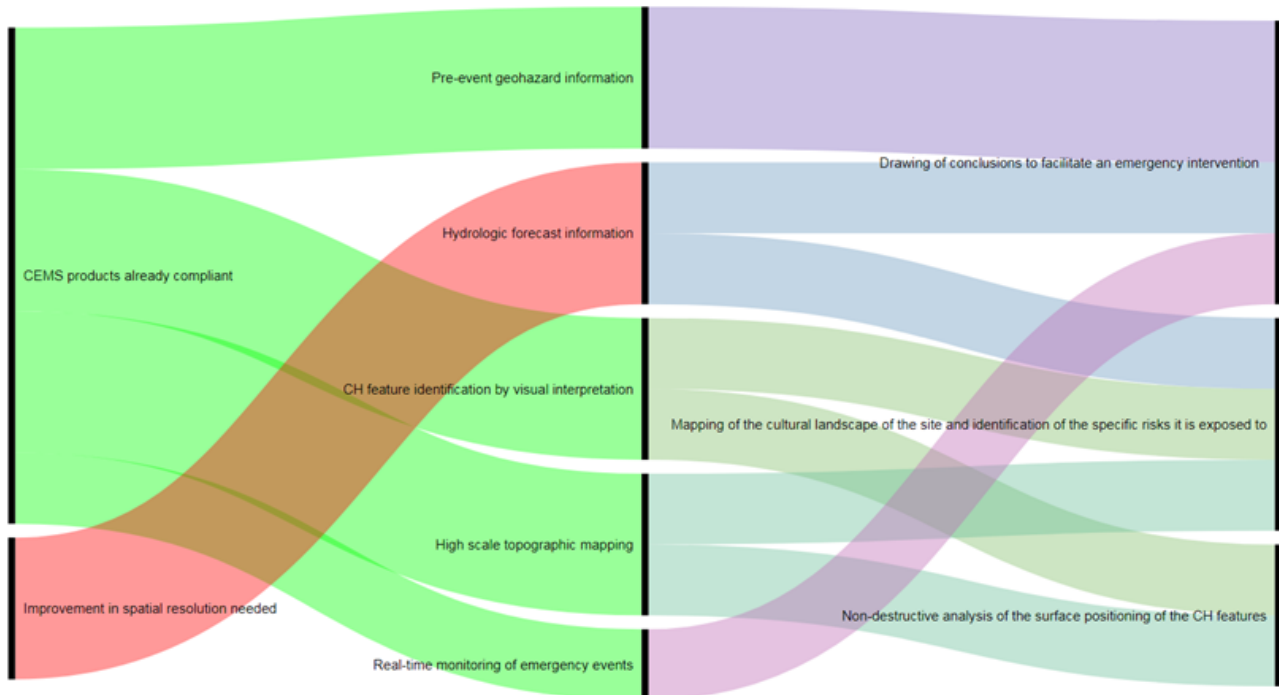 CEMS products already compliant
Improvement in spatial resolution needed
Pre-event geohazard information
Hydrologic forecast information
CH feature identification by visual interpretation
High scale topographic mapping
Real-time monitoring of emergency events
Drawing of conclusions to facilitate an emergency intervention
Mapping of the cultural landscape of the site and identification of the specific risks it is exposed to
Non-destructive analysis of the surface positioning of the CH features